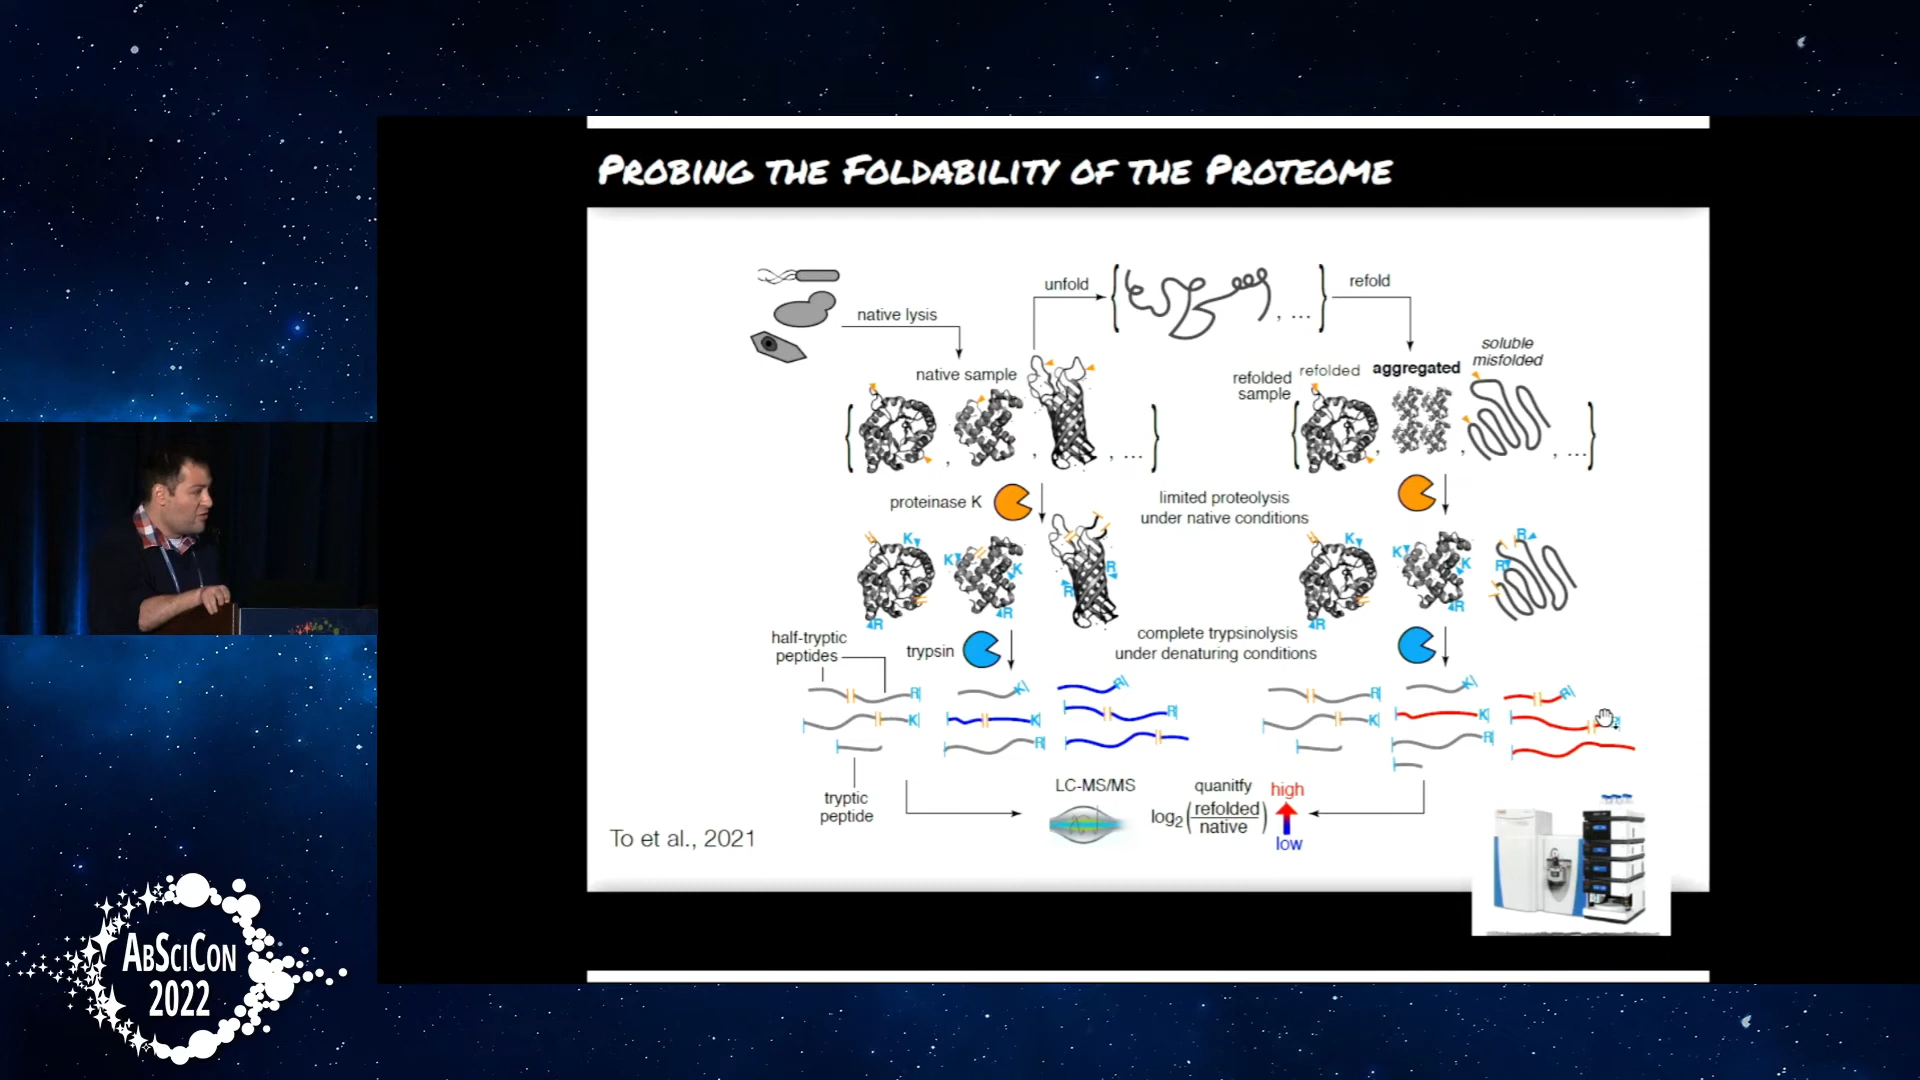 PROBING THE FOLDABILITY OF THE PROTEOME
unfold
refold
native lysis
soluble
misfolded
native sample
refolded
sample
refolded
aggregated
, ...
, , , ...
, , , ...
proteinase K
limited proteolysis
under native conditions
K K K R R R
K K K R R R R
half-tryptic
peptides
trypsin
complete trypsinolysis
under denaturing conditions
R K R R K R
K K R R K K
R R
tryptic
peptide
LC-MS/MS
quanitfy
log2(refolded/native)
high
low
To et al., 2021
ABSCICON
2022